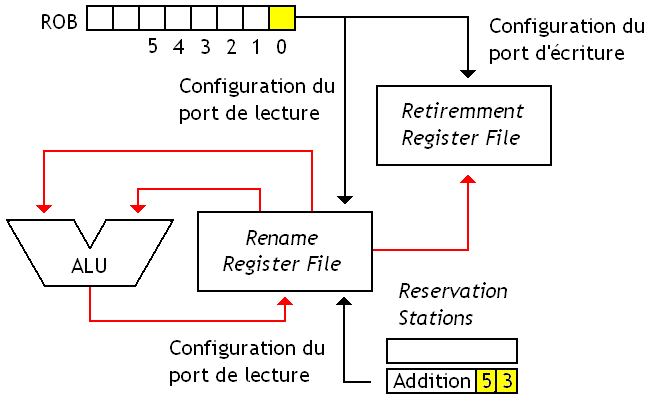 ROB
5 4 3 2 1 0
Configuration du
port d'écriture
Configuration du
port de lecture
Retiremment
Register File
ALU
Rename
Register File
Reservation
Stations
Configuration du
port de lecture
Addition 5 3